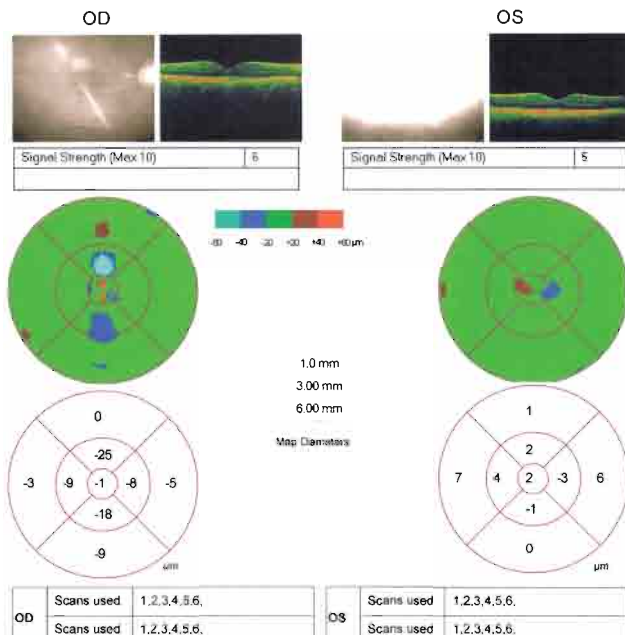 OD OS
Signal Strength (Max 10) 6
Signal Strength (Max 10) 5
-60 -40 -20 +20 +40 +60 µm
1.0 mm
3.00 mm
6.00 mm
Map Diameters
0
-25
-3 -9 -1 -8 -5
-18
-9
µm
1
2
7 4 2 -3 6
-1
0
µm
OD
Scans used 1,2,3,4,5,6,
Scans used 1,2,3,4,5,6,
OS
Scans used 1,2,3,4,5,6,
Scans used 1,2,3,4,5,6,